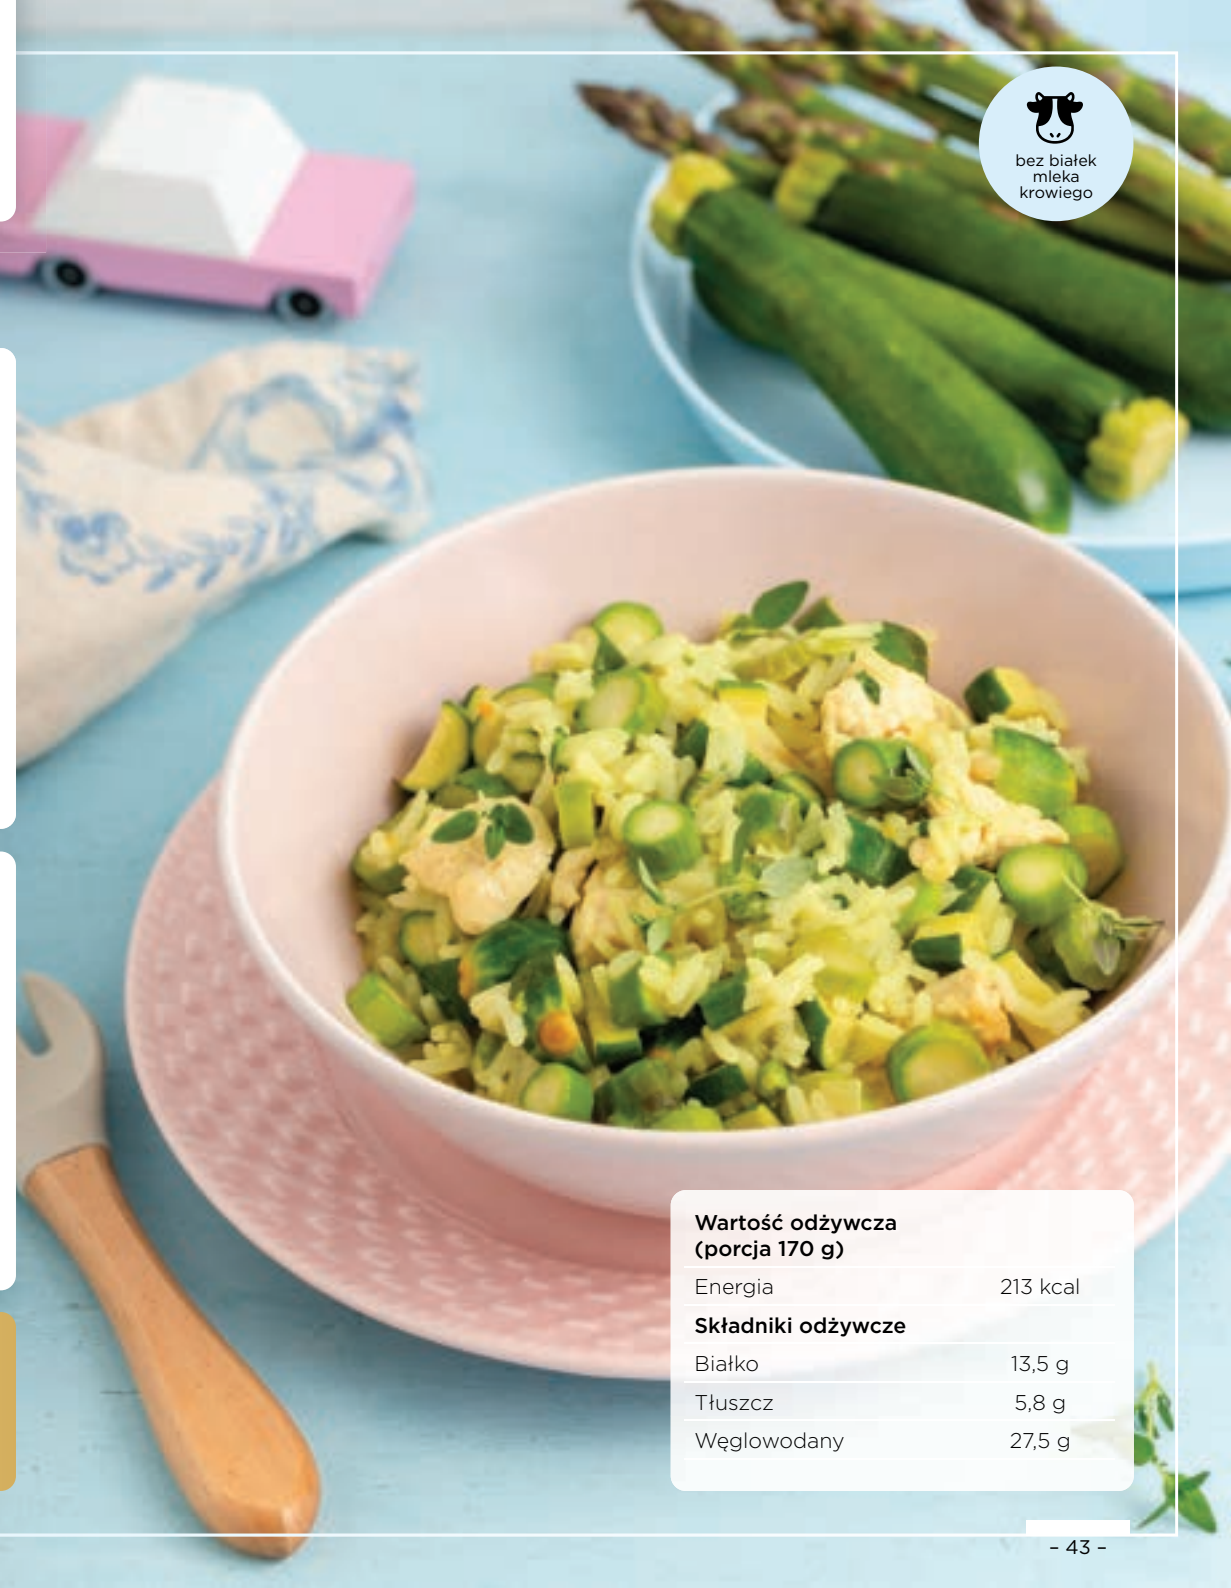 bez białek
mleka
krowiego
Wartość odżywcza
(porcja 170 g)
Energia 213 kcal
Składniki odżywcze
Białko 13,5 g
Tłuszcz 5,8 g
Węglowodany 27,5 g
– 43 –